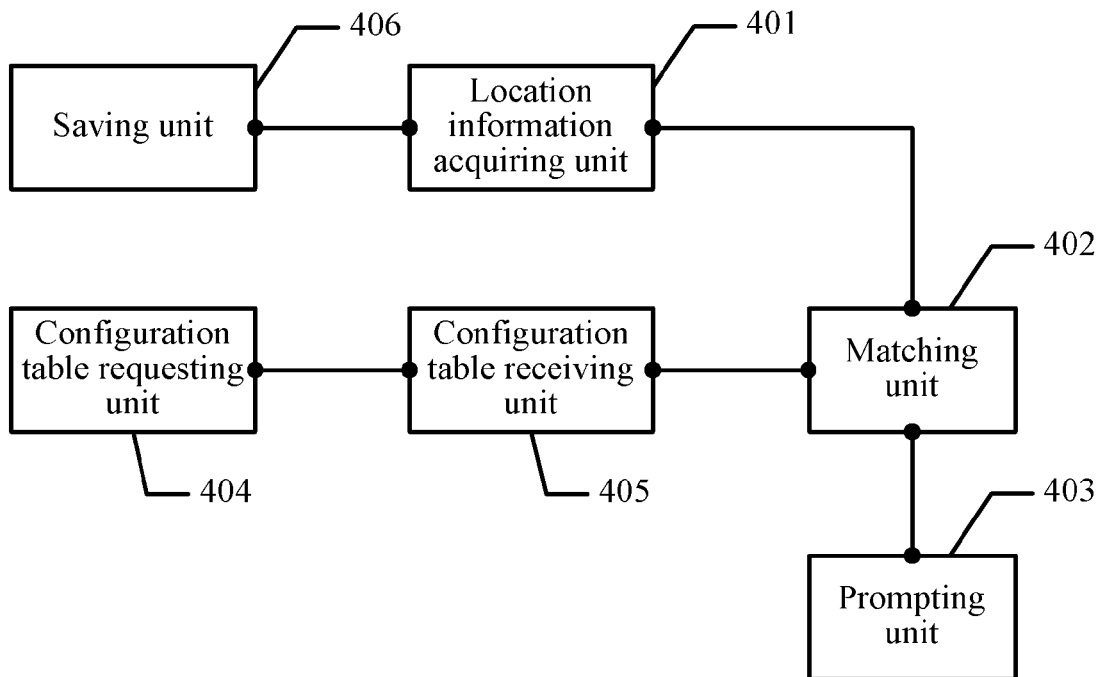 406
401
Saving unit
Location
information
acquiring unit
402
Configuration
table requesting
unit
Configuration
table receiving
unit
Matching
unit
404
405
403
Prompting
unit